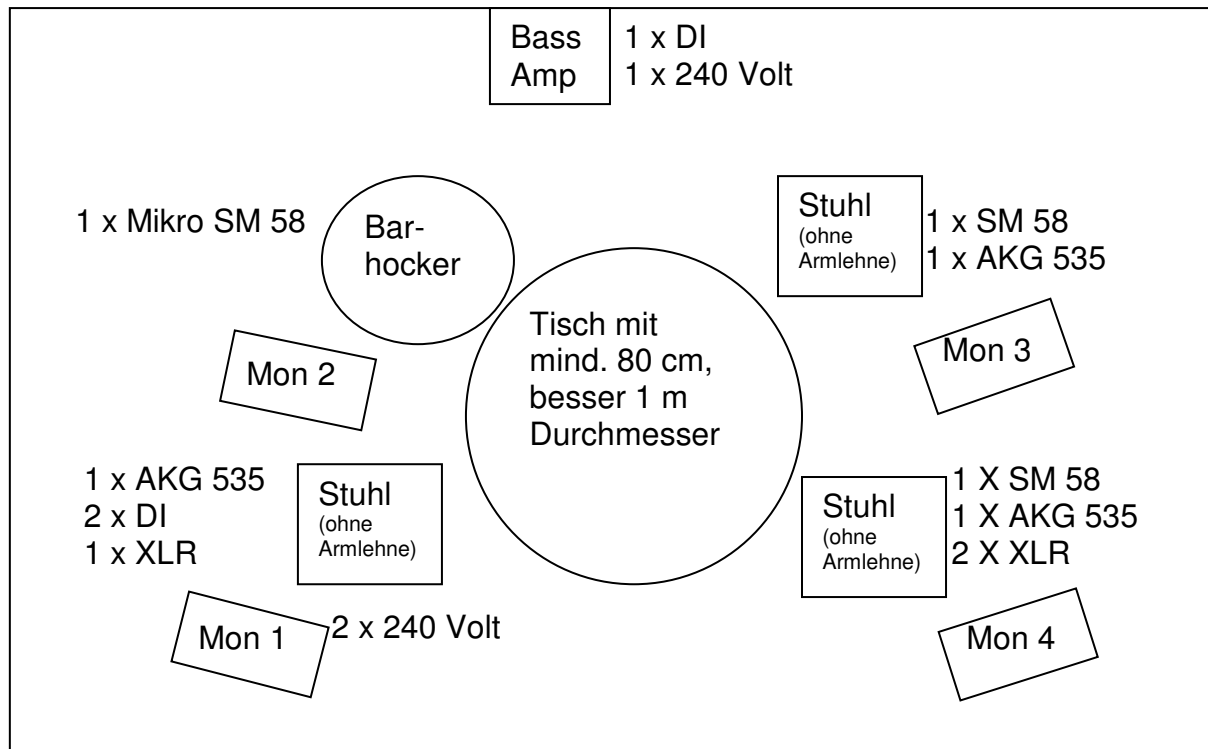 Bass
Amp
1 x DI
1 x 240 Volt
1 x Mikro SM 58
Bar-
hocker
Stuhl
(ohne
Armlehne)
1 x SM 58
1 x AKG 535
Mon 2
Tisch mit
mind. 80 cm,
besser 1 m
Durchmesser
Mon 3
1 x AKG 535
2 x DI
1 x XLR
Stuhl
(ohne
Armlehne)
Stuhl
(ohne
Armlehne)
1 X SM 58
1 X AKG 535
2 X XLR
Mon 1
2 x 240 Volt
Mon 4